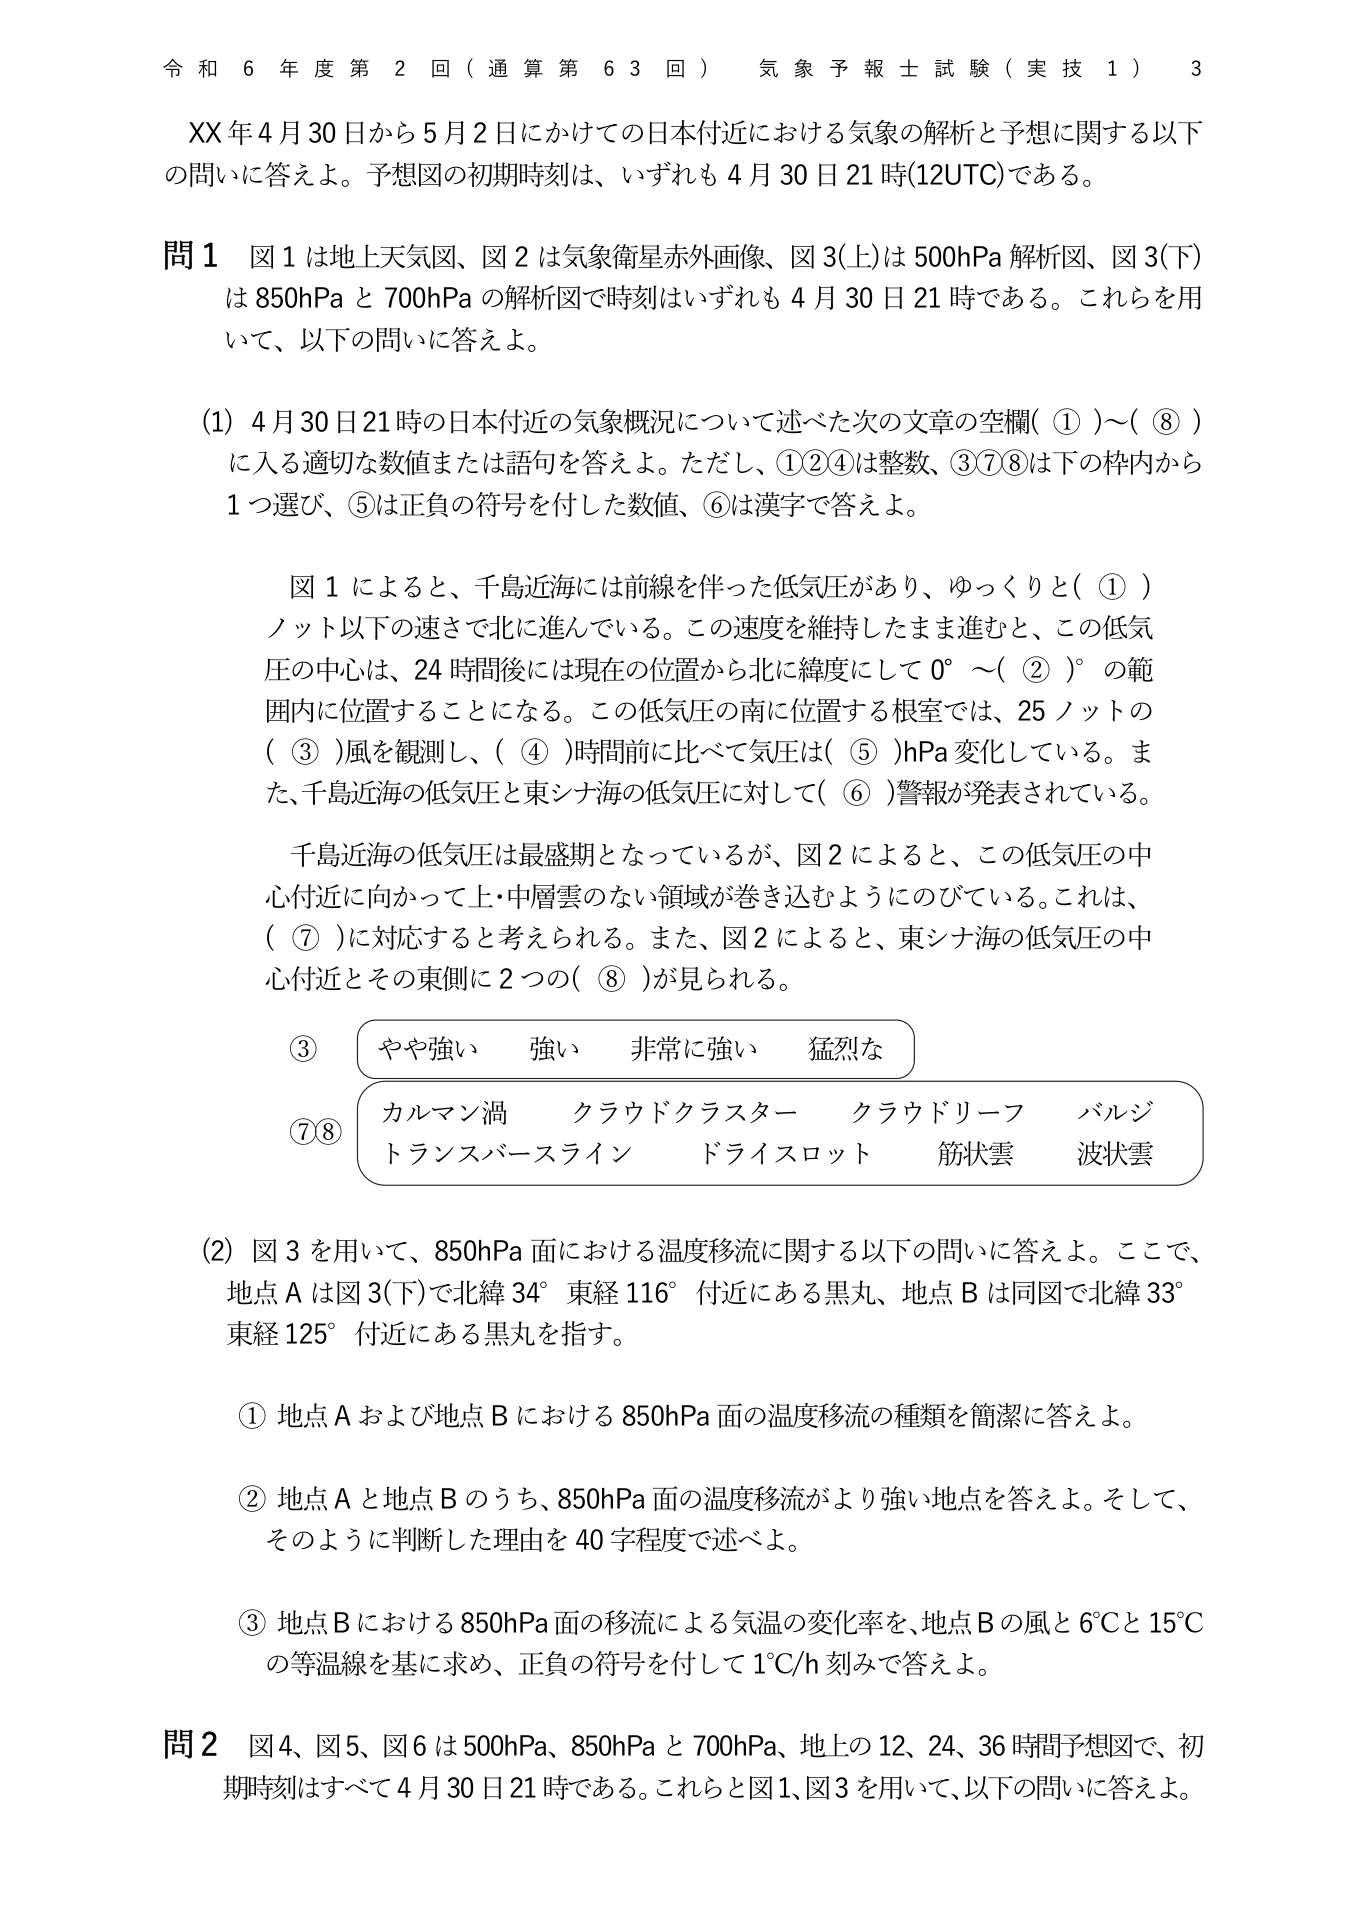 令和6年度第2回(通算第63回) 気象予報士試験(実技1) 3
XX年4月30日から5月2日にかけての日本付近における気象の解析と予想に関する以下
の問いに答えよ。予想図の初期時刻は、いずれも4月30日21時(12UTC)である。
問1 図1は地上天気図、図2は気象衛星赤外画像、図3(上)は500hPa解析図、図3(下)
は850hPaと700hPaの解析図で時刻はいずれも4月30日21時である。これらを用
いて、以下の問いに答えよ。
(1) 4月30日21時の日本付近の気象概況について述べた次の文章の空欄( ① )～( ⑧ )
に入る適切な数値または語句を答えよ。ただし、①②④は整数、③⑦⑧は下の枠内から
1つ選び、⑤は正負の符号を付した数値、⑥は漢字で答えよ。
図1によると、千島近海には前線を伴った低気圧があり、ゆっくりと( ① )
ノット以下の速さで北に進んでいる。この速度を維持したまま進むと、この低気
圧の中心は、24時間後には現在の位置から北に緯度にして0°～( ② )°の範
囲内に位置することになる。この低気圧の南に位置する根室では、25ノットの
( ③ )風を観測し、( ④ )時間前に比べて気圧は( ⑤ )hPa変化している。ま
た、千島近海の低気圧と東シナ海の低気圧に対して( ⑥ )警報が発表されている。
千島近海の低気圧は最盛期となっているが、図2によると、この低気圧の中
心付近に向かって上・中層雲のない領域が巻き込むようにのびている。これは、
( ⑦ )に対応すると考えられる。また、図2によると、東シナ海の低気圧の中
心付近とその東側に2つの( ⑧ )が見られる。
③ やや強い 強い 非常に強い 猛烈な
⑦⑧ カルマン渦 クラウドクラスター クラウドリーフ バルジ
トランスバースライン ドライスロット 筋状雲 波状雲
(2) 図3を用いて、850hPa面における温度移流に関する以下の問いに答えよ。ここで、
地点Aは図3(下)で北緯34°東経116°付近にある黒丸、地点Bは同図で北緯33°
東経125°付近にある黒丸を指す。
① 地点Aおよび地点Bにおける850hPa面の温度移流の種類を簡潔に答えよ。
② 地点Aと地点Bのうち、850hPa面の温度移流がより強い地点を答えよ。そして、
そのように判断した理由を40字程度で述べよ。
③ 地点Bにおける850hPa面の移流による気温の変化率を、地点Bの風と6℃と15℃
の等温線を基に求め、正負の符号を付して1℃/h刻みで答えよ。
問2 図4、図5、図6は500hPa、850hPaと700hPa、地上の12、24、36時間予想図で、初
期時刻はすべて4月30日21時である。これらと図1、図3を用いて、以下の問いに答えよ。